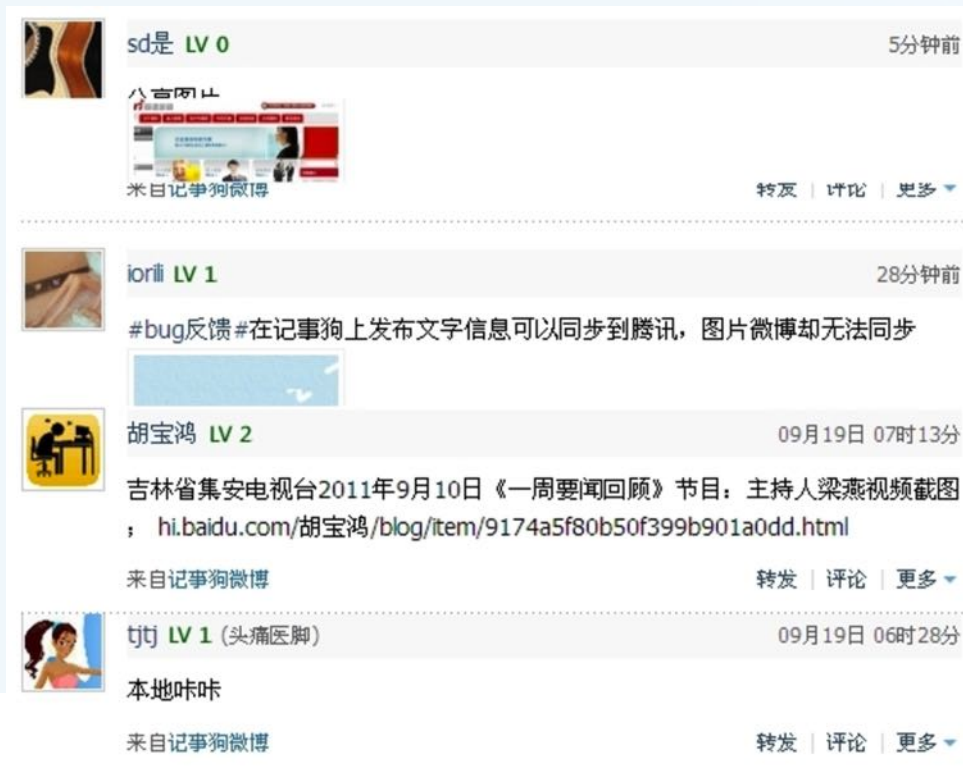 sd是 LV 0 5分钟前
分享图片
来自记事狗微博 转发 | 评论 | 更多
iorili LV 1 28分钟前
#bug反馈#在记事狗上发布文字信息可以同步到腾讯，图片微博却无法同步
胡宝鸿 LV 2 09月19日 07时13分
吉林省集安电视台2011年9月10日《一周要闻回顾》节目：主持人梁燕视频截图
； hi.baidu.com/胡宝鸿/blog/item/9174a5f80b50f399b901a0dd.html
来自记事狗微博 转发 | 评论 | 更多
tjtj LV 1 (头痛医脚) 09月19日 06时28分
本地咔咔
来自记事狗微博 转发 | 评论 | 更多